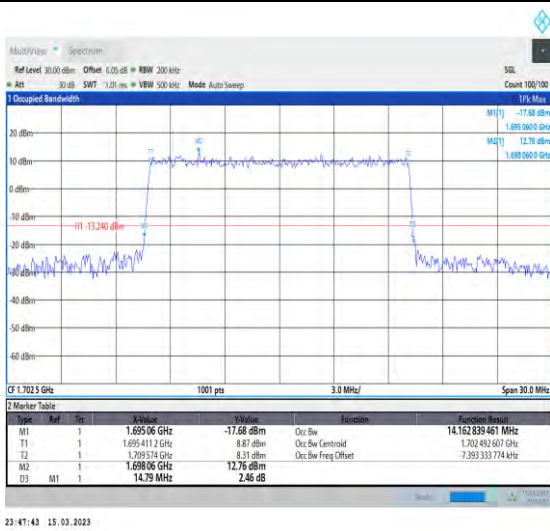 MultiView Spectrum
Ref Level 30.00 dBm Offset 6.05 dB RBW 200 kHz SGL
Att 30 dB SWT 1.01 ms VBW 500 kHz Mode Auto Sweep Count 100/100
1 Occupied Bandwidth 1Pk Max
M1[1] -17.68 dBm
1.695 060 0 GHz
M2[1] 12.76 dBm
1.698 060 0 GHz
20 dBm
M2
T1
T2
10 dBm
0 dBm
-10 dBm
H1 -13.240 dBm
-20 dBm
-30 dBm
-40 dBm
-50 dBm
-60 dBm
CF 1.702 5 GHz 1001 pts 3.0 MHz/ Span 30.0 MHz
2 Marker Table
Type Ref Trc X-Value Y-Value Function Function Result
M1 1 1.695 06 GHz -17.68 dBm Occ Bw 14.162 839 461 MHz
T1 1 1.695 411 2 GHz 8.87 dBm Occ Bw Centroid 1.702 492 607 GHz
T2 1 1.709 574 GHz 8.31 dBm Occ Bw Freq Offset -7.393 333 774 kHz
M2 1 1.698 06 GHz 12.76 dBm
D3 M1 1 14.79 MHz 2.46 dB
23:47:43 15.03.2023